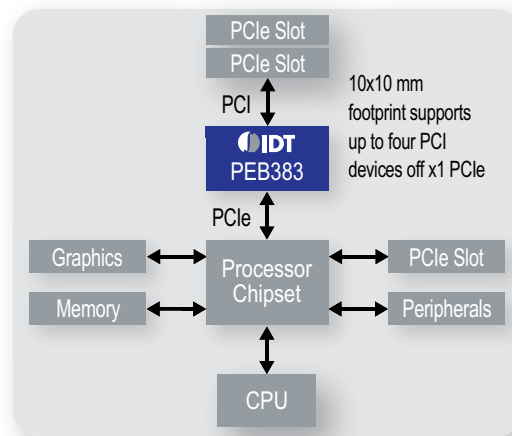 PCIe Slot
PCIe Slot
PCI
10x10 mm
footprint supports
up to four PCI
devices off x1 PCIe
IDT
PEB383
PCIe
Graphics
Processor
Chipset
PCIe Slot
Memory
Peripherals
CPU